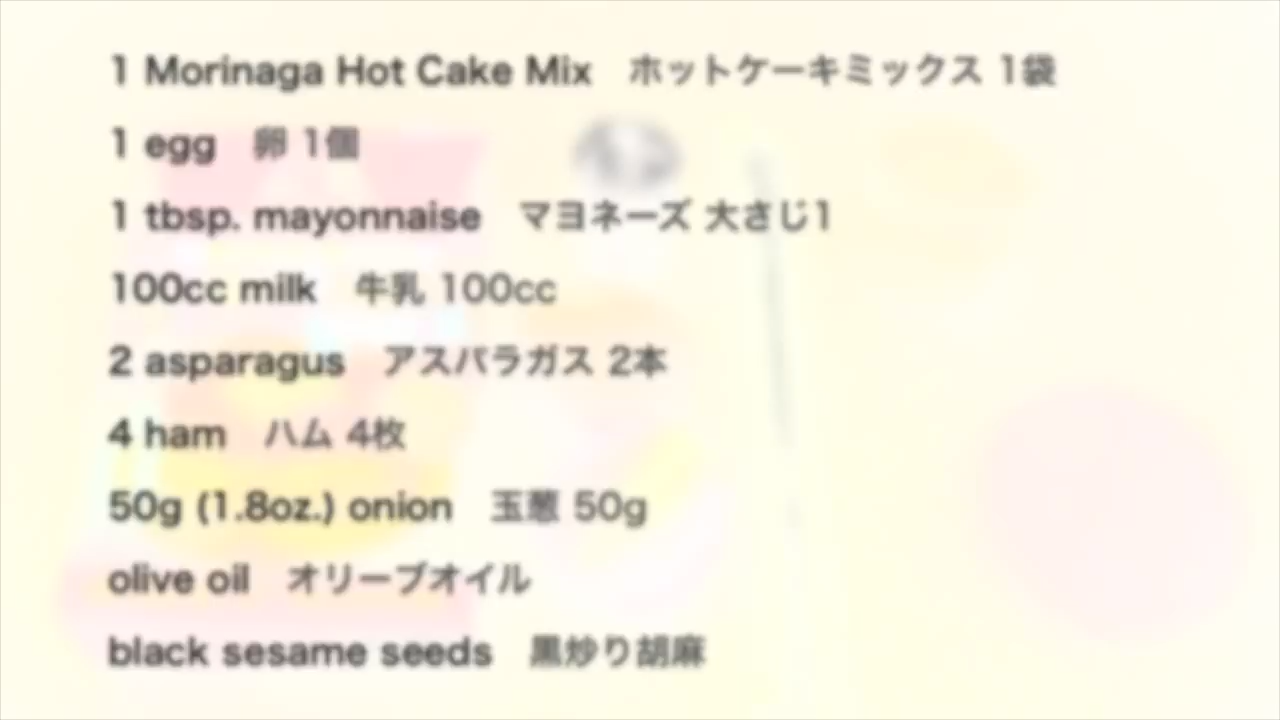 1 Morinaga Hot Cake Mix　ホットケーキミックス 1袋
1 egg　卵 1個
1 tbsp. mayonnaise　マヨネーズ 大さじ1
100cc milk　牛乳 100cc
2 asparagus　アスパラガス 2本
4 ham　ハム 4枚
50g (1.8oz.) onion　玉葱 50g
olive oil　オリーブオイル
black sesame seeds　黒炒り胡麻